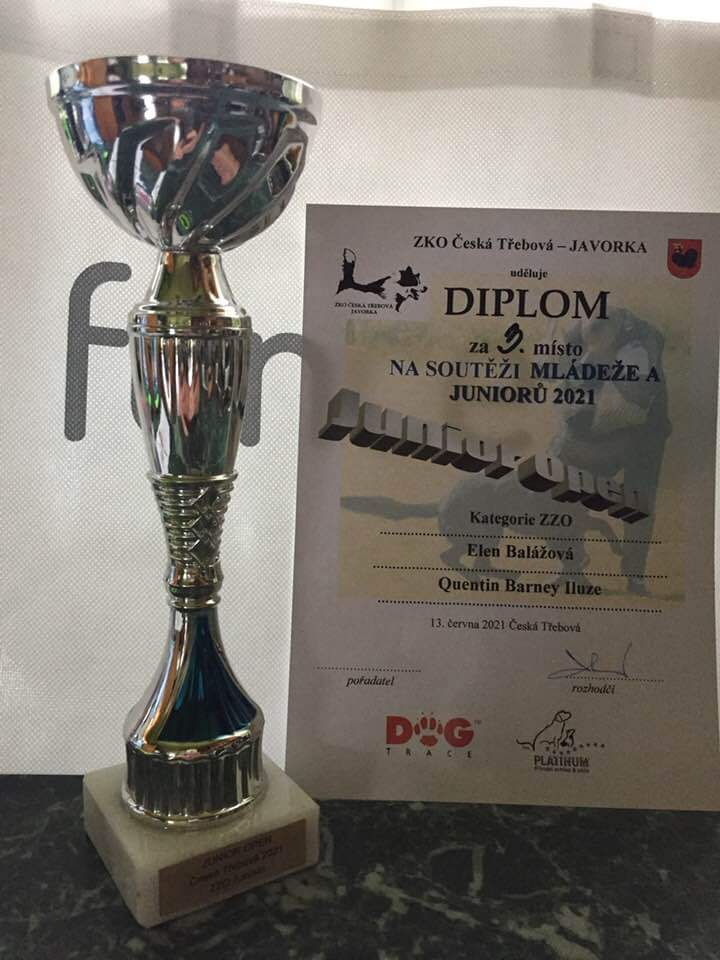 ZKO Česká Třebová – JAVORKA
uděluje
ZKO ČESKÁ TŘEBOVÁ
JAVORKA
DIPLOM
za 9. místo
NA SOUTĚŽI MLÁDEŽE A
JUNIORŮ 2021
Junior Open
Kategorie ZZO
Elen Balážová
Quentin Barney Iluze
13. června 2021 Česká Třebová
pořadatel
rozhodčí
DOG
TRACE
PLATINUM
JUNIOR OPEN
Česká Třebová 2021